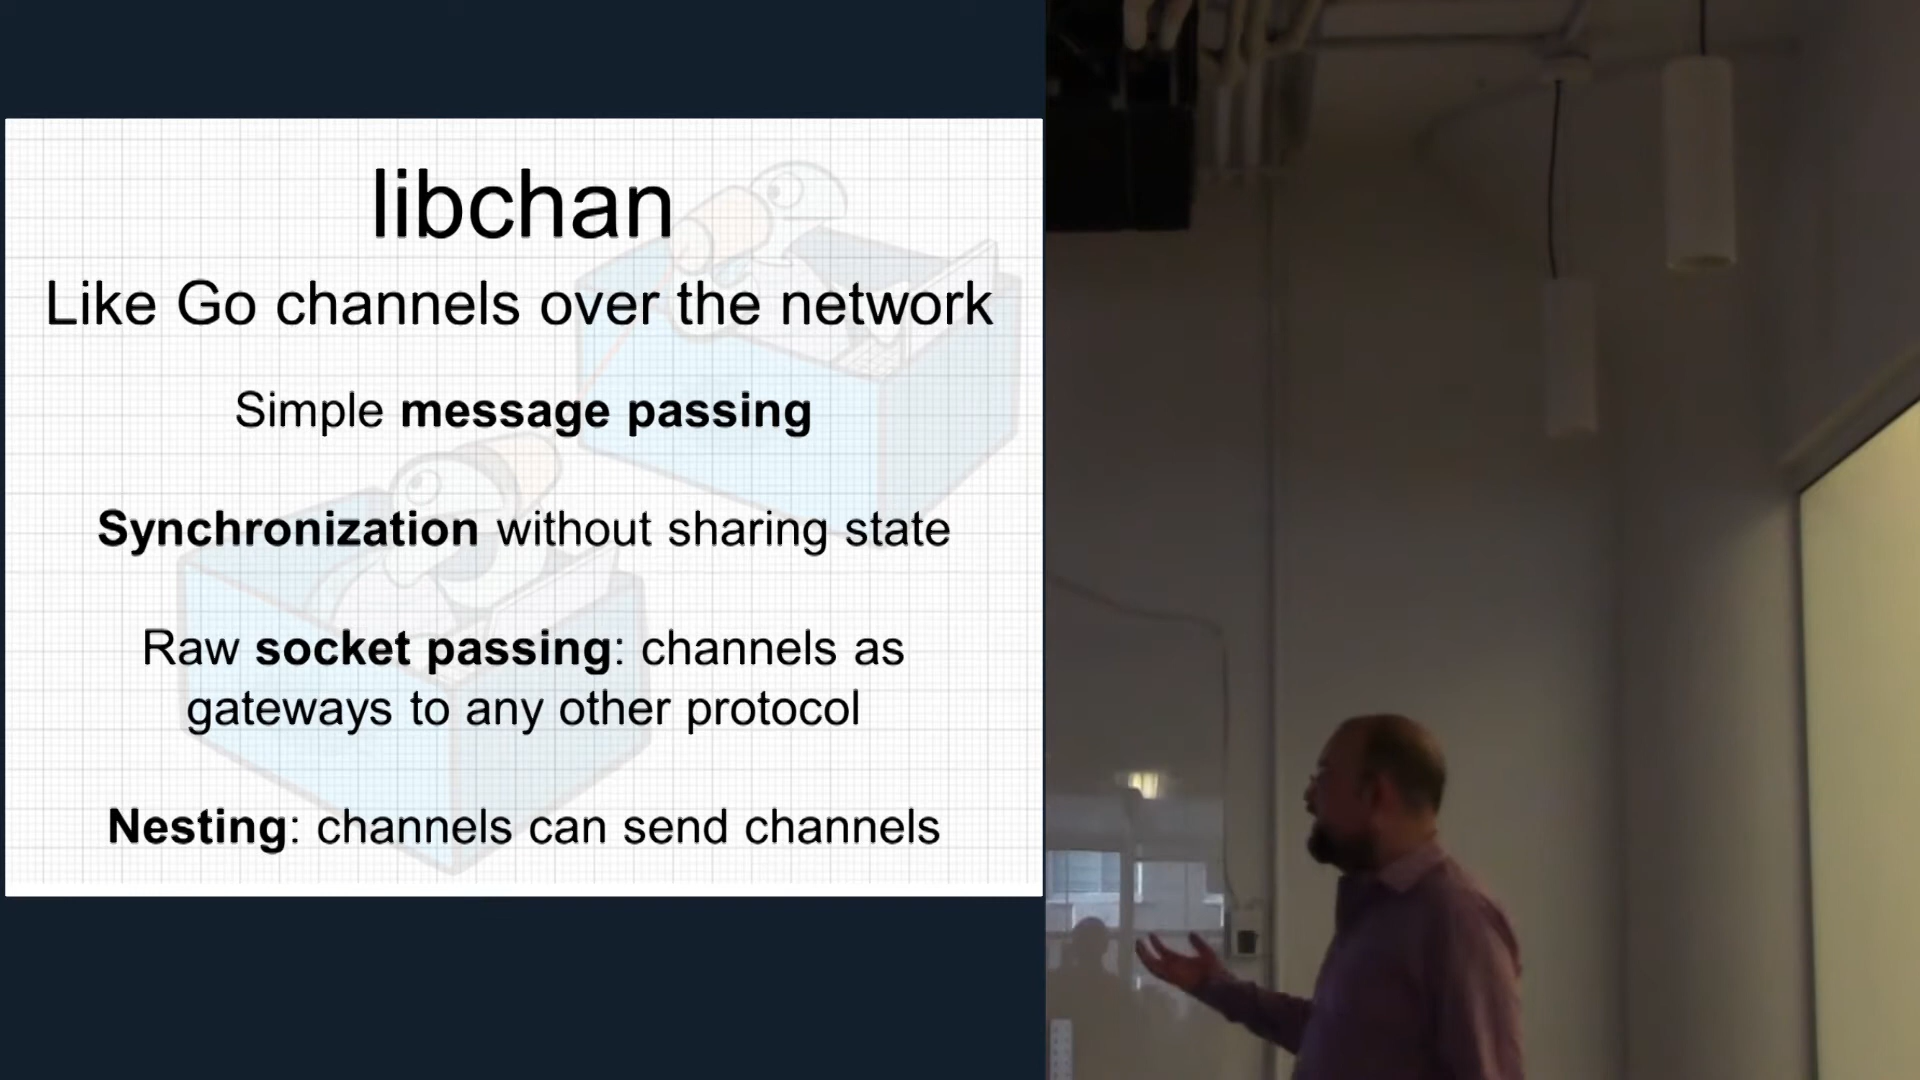 libchan
Like Go channels over the network
Simple message passing
Synchronization without sharing state
Raw socket passing: channels as
gateways to any other protocol
Nesting: channels can send channels